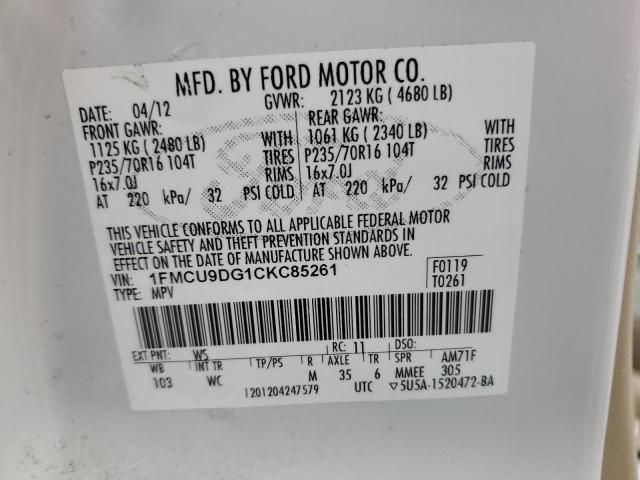 MFD. BY FORD MOTOR CO.
DATE: 04/12 GVWR: 2123 KG ( 4680 LB)
FRONT GAWR: REAR GAWR:
1125 KG ( 2480 LB) WITH 1061 KG ( 2340 LB) WITH
P235/70R16 104T TIRES P235/70R16 104T TIRES
16x7.0J RIMS 16x7.0J RIMS
AT 220 kPa/ 32 PSI COLD AT 220 kPa/ 32 PSI COLD
THIS VEHICLE CONFORMS TO ALL APPLICABLE FEDERAL MOTOR
VEHICLE SAFETY AND THEFT PREVENTION STANDARDS IN
EFFECT ON THE DATE OF MANUFACTURE SHOWN ABOVE.
VIN: 1FMCU9DG1CKC85261 F0119
TYPE: MPV T0261
EXT PNT: WS RC: 11 DSO:
WB INT TR TP/PS R AXLE TR SPR AM71F
103 WC M 35 6 MMEE 305
1201204247579 UTC ▽5U5A-1520472-BA